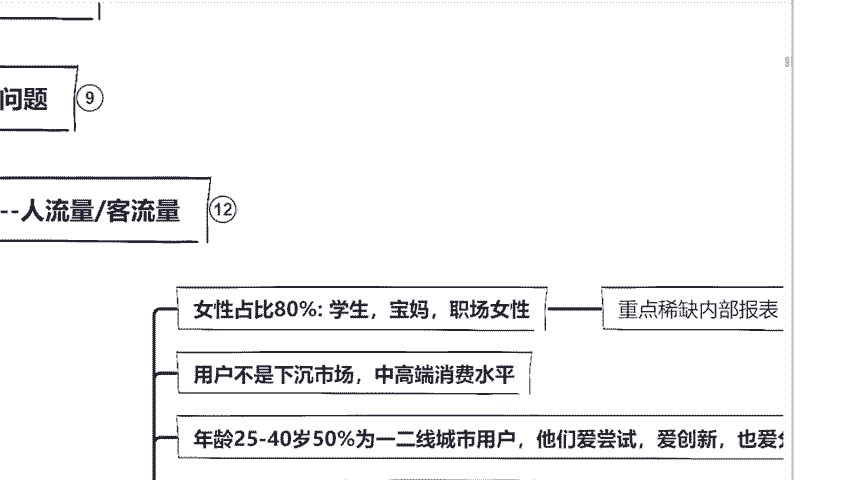 问题 9
--人流量/客流量 12
女性占比80%: 学生，宝妈，职场女性
重点稀缺内部报表
用户不是下沉市场，中高端消费水平
年龄25-40岁50%为一二线城市用户，他们爱尝试，爱创新，也爱